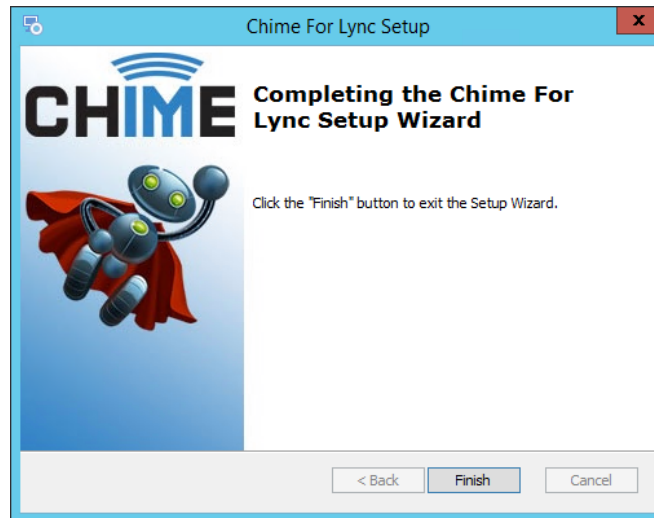 Chime For Lync Setup
x
CHIME
Completing the Chime For
Lync Setup Wizard
Click the "Finish" button to exit the Setup Wizard.
< Back
Finish
Cancel